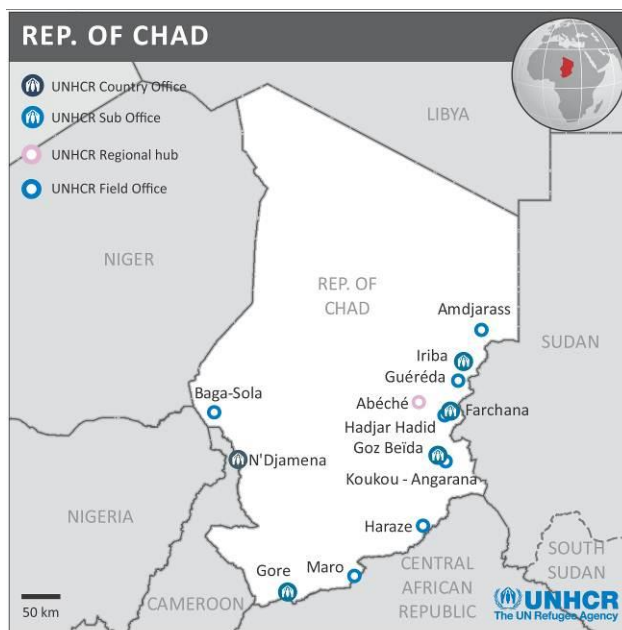 REP. OF CHAD
UNHCR Country Office
UNHCR Sub Office
UNHCR Regional hub
UNHCR Field Office
LIBYA
NIGER
REP. OF
CHAD
Amdjarass
SUDAN
Iriba
Guéréda
Baga-Sola
Abéché
Farchana
Hadjar Hadid
Goz Beïda
N'Djamena
Koukou - Angarana
NIGERIA
Haraze
SOUTH
SUDAN
Gore
Maro
CENTRAL
AFRICAN
REPUBLIC
CAMEROON
50 km
UNHCR
The UN Refugee Agency